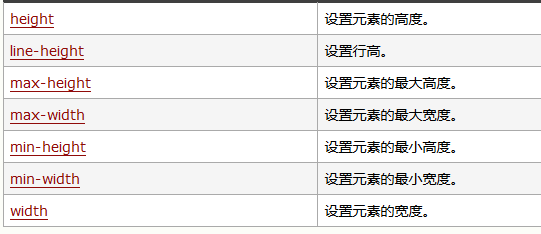 height 设置元素的高度。
line-height 设置行高。
max-height 设置元素的最大高度。
max-width 设置元素的最大宽度。
min-height 设置元素的最小高度。
min-width 设置元素的最小宽度。
width 设置元素的宽度。